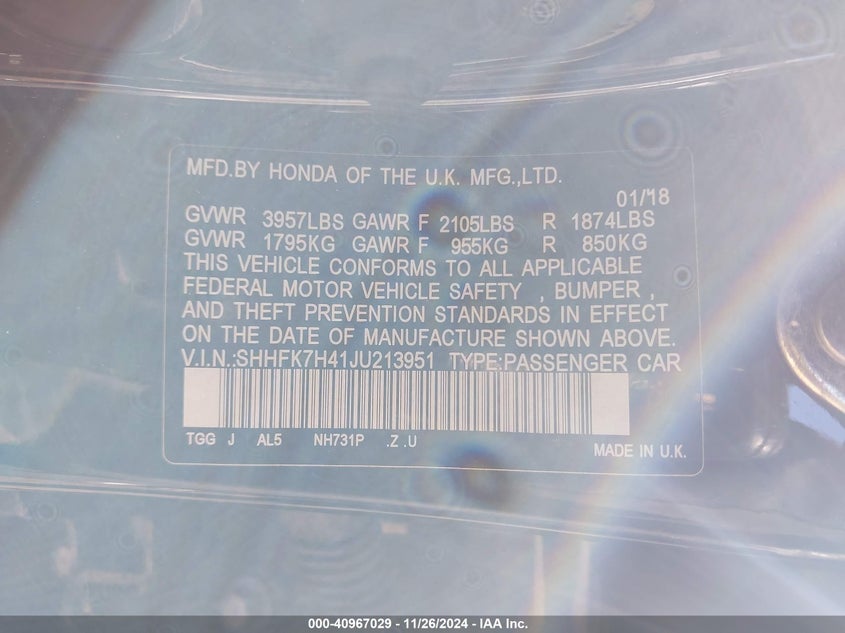 MFD.BY HONDA OF THE U.K. MFG.,LTD.
01/18
GVWR 3957LBS GAWR F 2105LBS R 1874LBS
GVWR 1795KG GAWR F 955KG R 850KG
THIS VEHICLE CONFORMS TO ALL APPLICABLE
FEDERAL MOTOR VEHICLE SAFETY , BUMPER ,
AND THEFT PREVENTION STANDARDS IN EFFECT
ON THE DATE OF MANUFACTURE SHOWN ABOVE.
V.I.N.:SHHFK7H41JU213951 TYPE:PASSENGER CAR
TGG J AL5 NH731P .Z .U
MADE IN U.K.
000-40967029 - 11/26/2024 - IAA Inc.